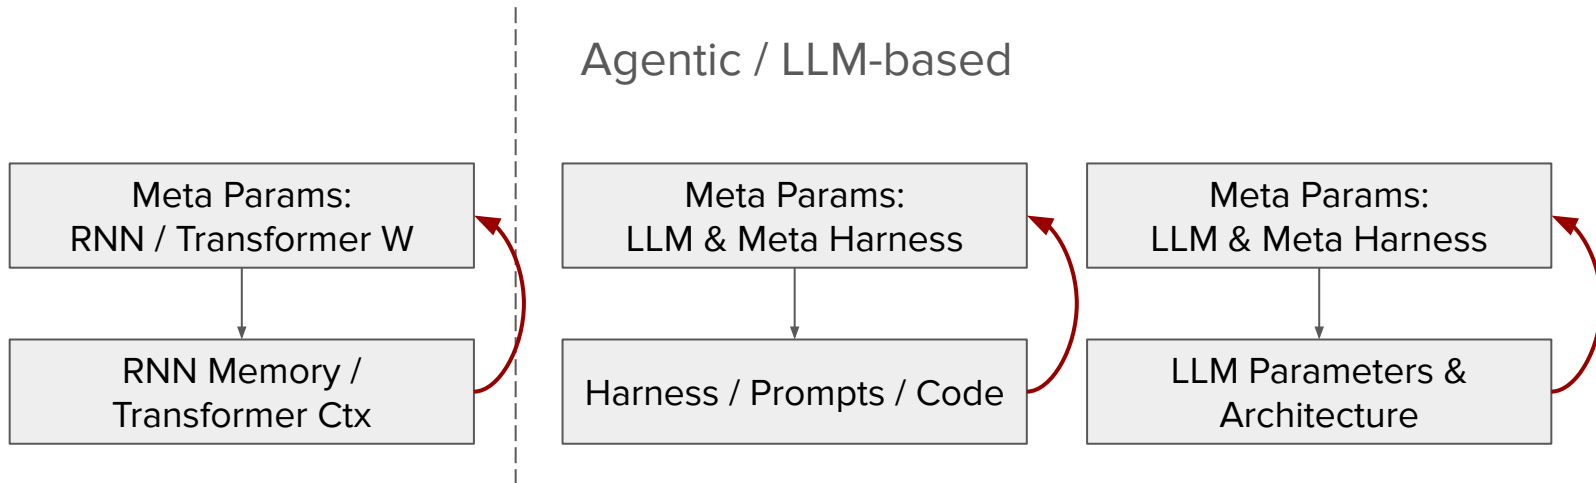 Agentic / LLM-based
Meta Params:
RNN / Transformer W
Meta Params:
LLM & Meta Harness
Meta Params:
LLM & Meta Harness
RNN Memory /
Transformer Ctx
Harness / Prompts / Code
LLM Parameters &
Architecture